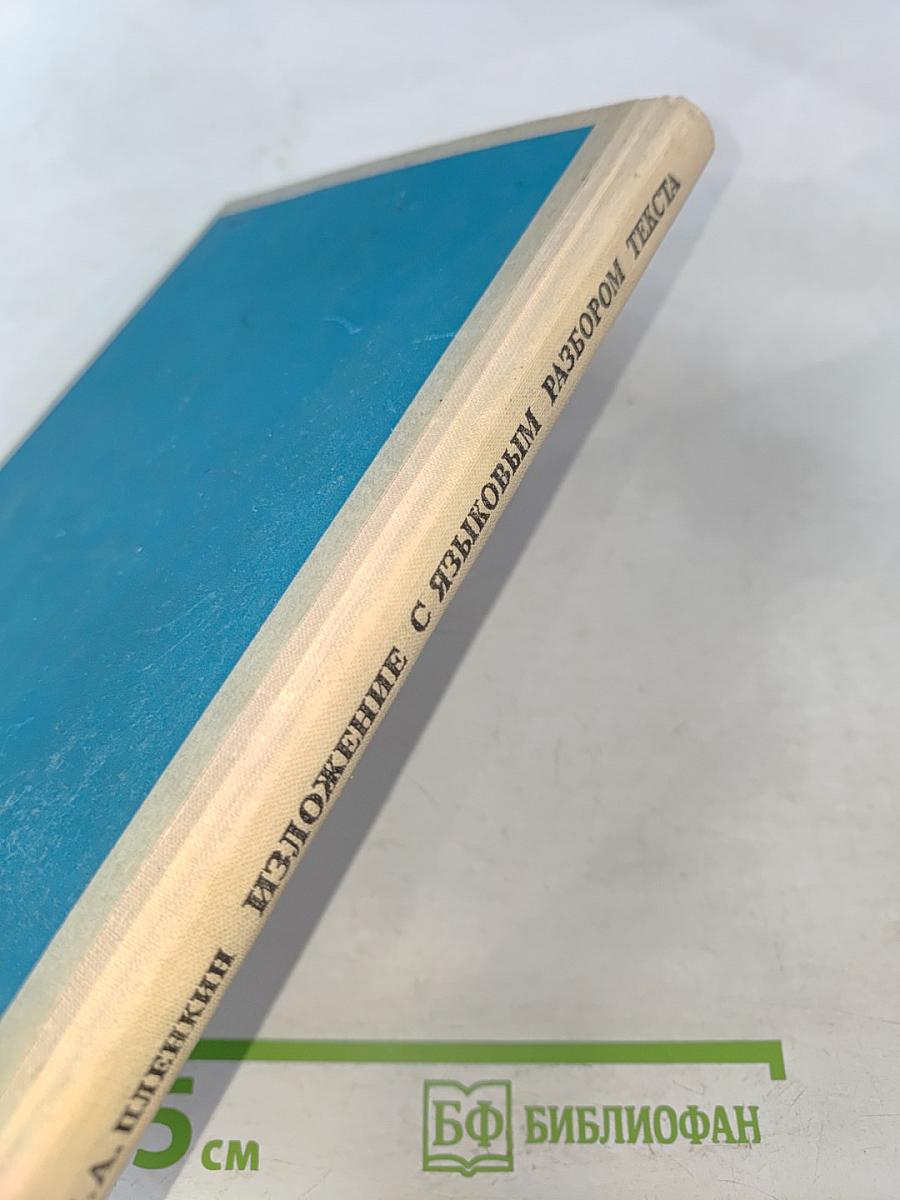 .А. ПЛЕНКИН ИЗЛОЖЕНИЕ С ЯЗЫКОВЫМ РАЗБОРОМ ТЕКСТА
5 см
БФ БИБЛИОФАН